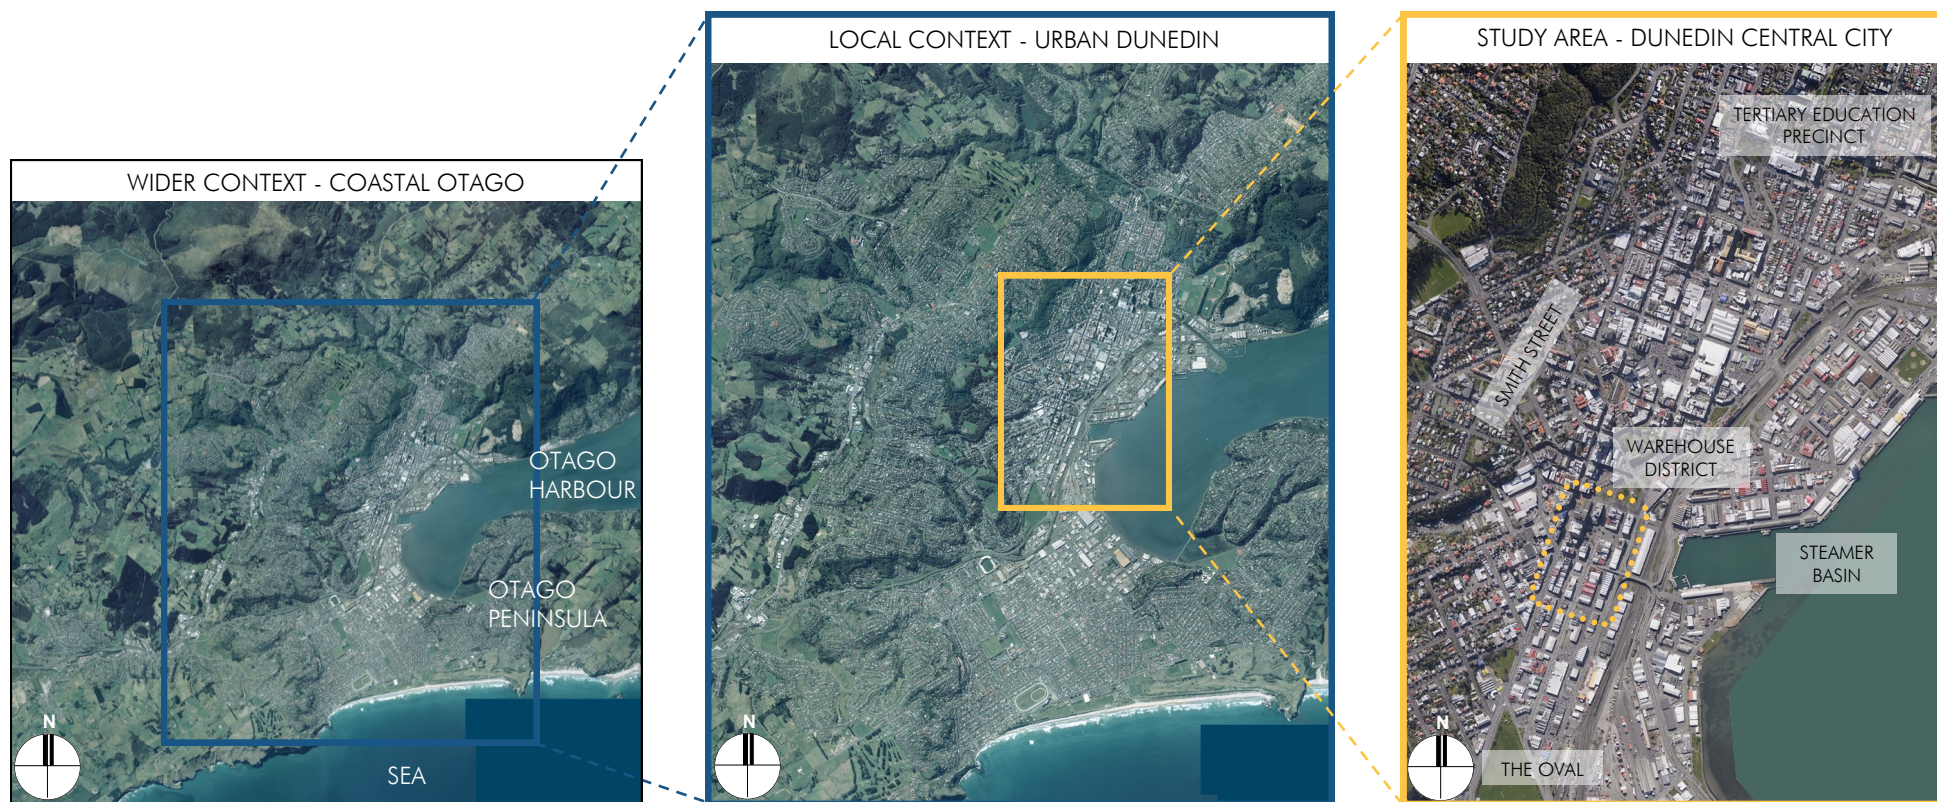 WIDER CONTEXT - COASTAL OTAGO
OTAGO
HARBOUR
OTAGO
PENINSULA
SEA
N
LOCAL CONTEXT - URBAN DUNEDIN
N
STUDY AREA - DUNEDIN CENTRAL CITY
TERTIARY EDUCATION
PRECINCT
SMITH STREET
WAREHOUSE
DISTRICT
STEAMER
BASIN
THE OVAL
N